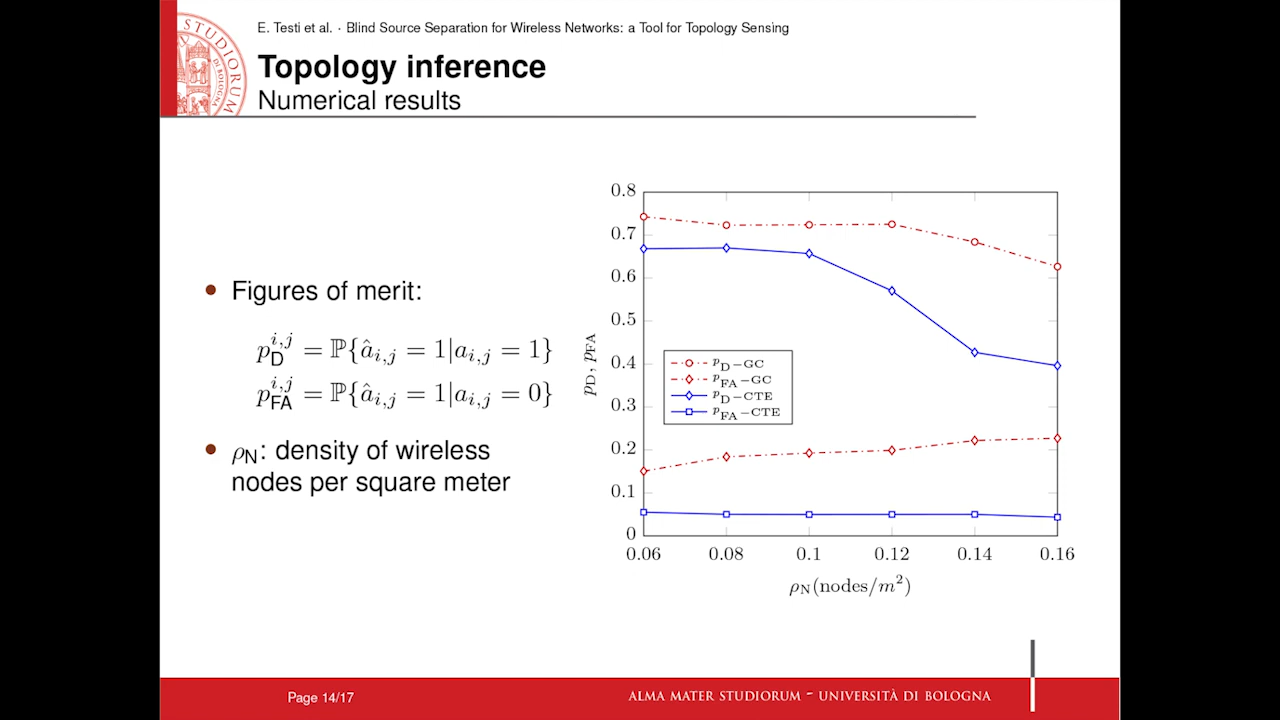 E. Testi et al. · Blind Source Separation for Wireless Networks: a Tool for Topology Sensing
Topology inference
Numerical results
STUDIORUM
DI BOLOGNA
• Figures of merit:
p_D^{i,j} = ℙ{â_{i,j} = 1|a_{i,j} = 1}
p_FA^{i,j} = ℙ{â_{i,j} = 1|a_{i,j} = 0}
• ρ_N: density of wireless
nodes per square meter
0.8
0.7
0.6
0.5
0.4
0.3
0.2
0.1
0
p_D, p_FA
p_D−GC
p_FA−GC
p_D−CTE
p_FA−CTE
0.06 0.08 0.1 0.12 0.14 0.16
ρ_N(nodes/m²)
Page 14/17
ALMA MATER STUDIORUM – UNIVERSITÀ DI BOLOGNA